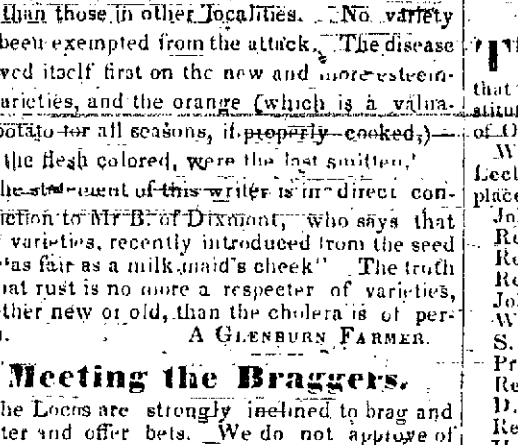 than those in other localities. No variety
been exempted from the attack. The disease
wed itself first on the new and more esteem-
arieties, and the orange (which is a valua-
potato for all seasons, if properly cooked,)
the flesh colored, were the last smitten.
he statement of this writer is in direct con-
iction to Mr B. of Dixmont, who says that
varieties, recently introduced from the seed
"as fair as a milk-maid's cheek" The truth
hat rust is no more a respecter of varieties,
ther new or old, than the cholera is of per-
A GLENBURN FARMER.
Meeting the Braggers.
he Locos are strongly inclined to brag and
ter and offer bets. We do not approve of
that
stitu
of O
W
Lect
place
Jo
Re
Re
Re
Jo
W
S.
Pr
Re
D.
Re